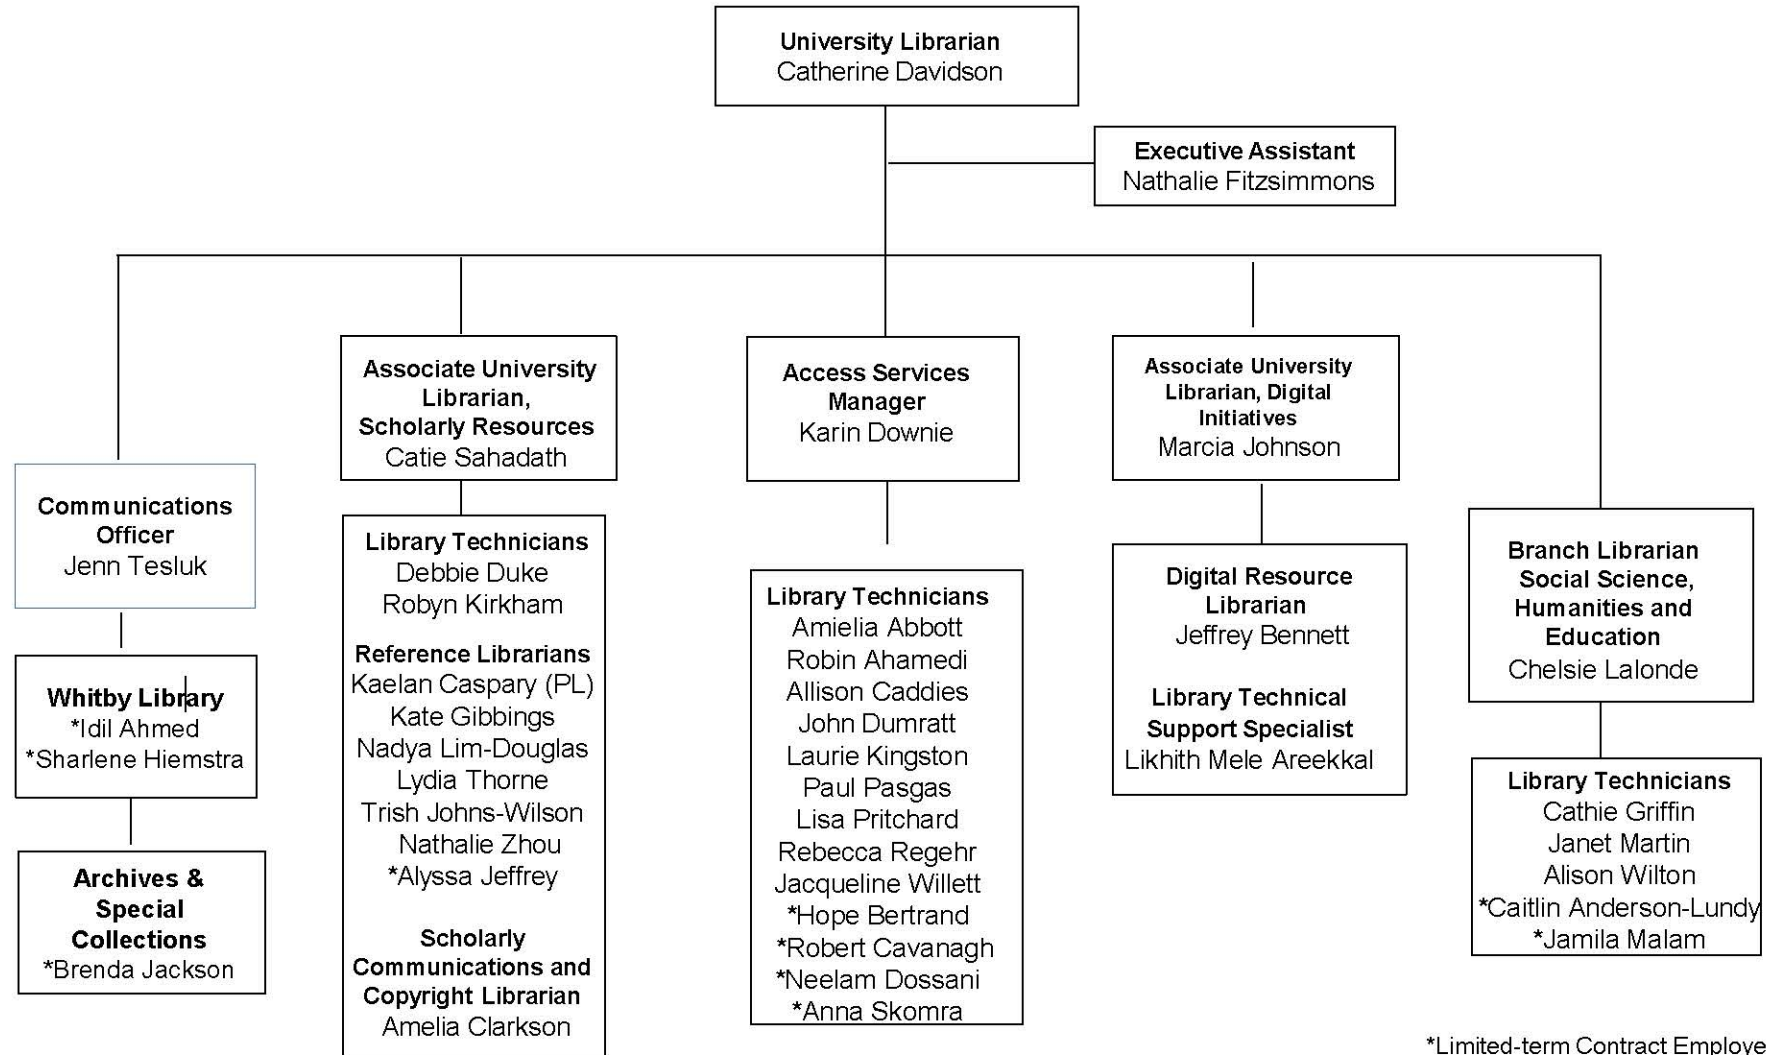 University Librarian
Catherine Davidson
Executive Assistant
Nathalie Fitzsimmons
Communications
Officer
Jenn Tesluk
Whitby Library
*Idil Ahmed
*Sharlene Hiemstra
Archives &
Special
Collections
*Brenda Jackson
Associate University
Librarian,
Scholarly Resources
Catie Sahadath
Library Technicians
Debbie Duke
Robyn Kirkham
Reference Librarians
Kaelan Caspary (PL)
Kate Gibbings
Nadya Lim-Douglas
Lydia Thorne
Trish Johns-Wilson
Nathalie Zhou
*Alyssa Jeffrey
Scholarly
Communications and
Copyright Librarian
Amelia Clarkson
Access Services
Manager
Karin Downie
Library Technicians
Amielia Abbott
Robin Ahamedi
Allison Caddies
John Dumratt
Laurie Kingston
Paul Pasgas
Lisa Pritchard
Rebecca Regehr
Jacqueline Willett
*Hope Bertrand
*Robert Cavanagh
*Neelam Dossani
*Anna Skomra
Associate University
Librarian, Digital
Initiatives
Marcia Johnson
Digital Resource
Librarian
Jeffrey Bennett
Library Technical
Support Specialist
Likhith Mele Areekkal
Branch Librarian
Social Science,
Humanities and
Education
Chelsie Lalonde
Library Technicians
Cathie Griffin
Janet Martin
Alison Wilton
*Caitlin Anderson-Lundy
*Jamila Malam
*Limited-term Contract Employe